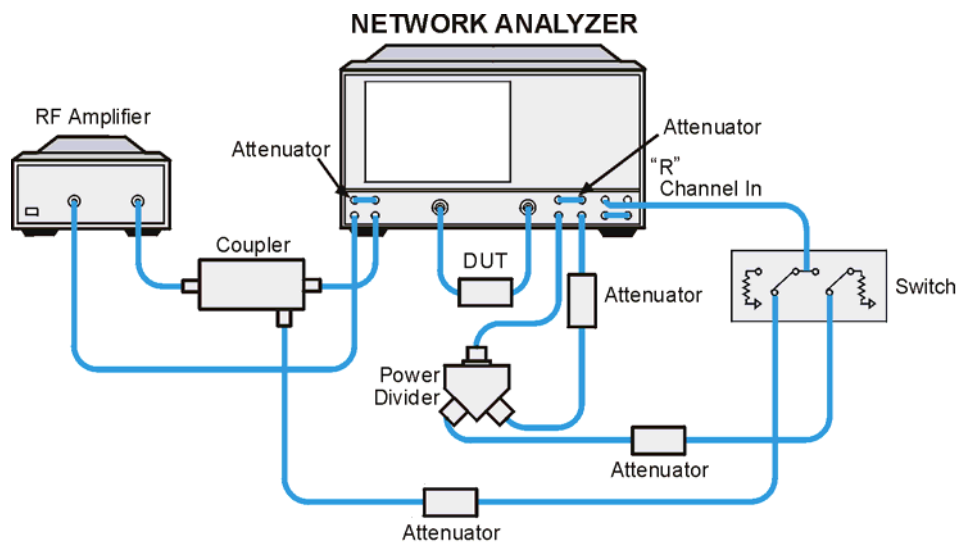 NETWORK ANALYZER
RF Amplifier
Attenuator
Attenuator
"R"
Channel In
Coupler
DUT
Attenuator
Switch
Power
Divider
Attenuator
Attenuator